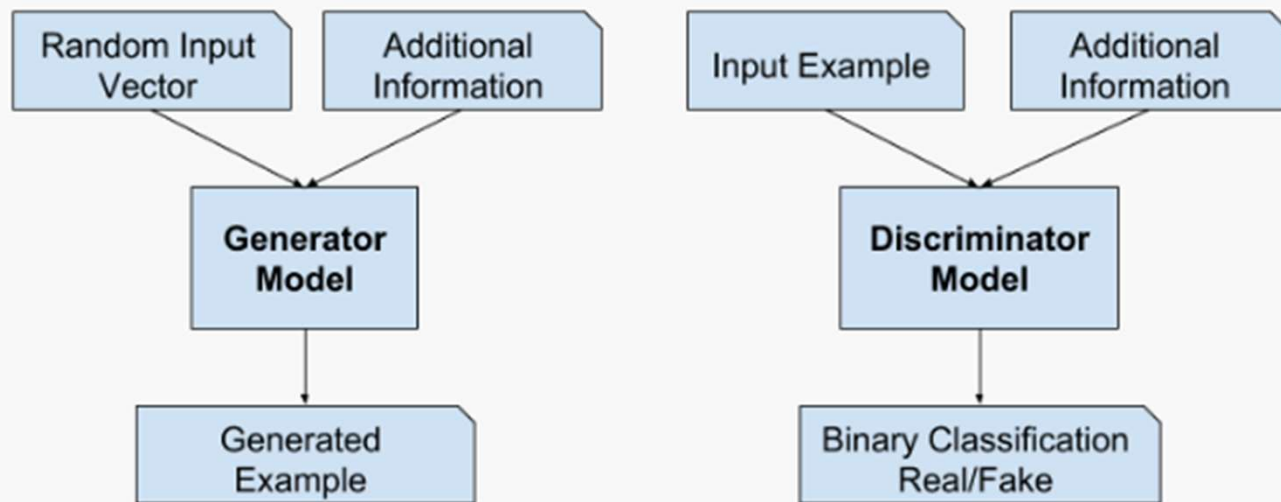 Random Input
Vector
Additional
Information
Input Example
Additional
Information
Generator
Model
Discriminator
Model
Generated
Example
Binary Classification
Real/Fake